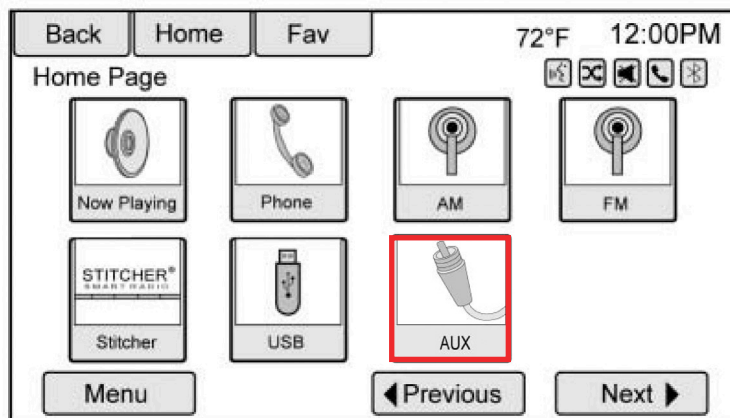 Back Home Fav 72°F 12:00PM
Home Page
Now Playing Phone AM FM
STITCHER®
SMART RADIO
Stitcher USB AUX
Menu Previous Next